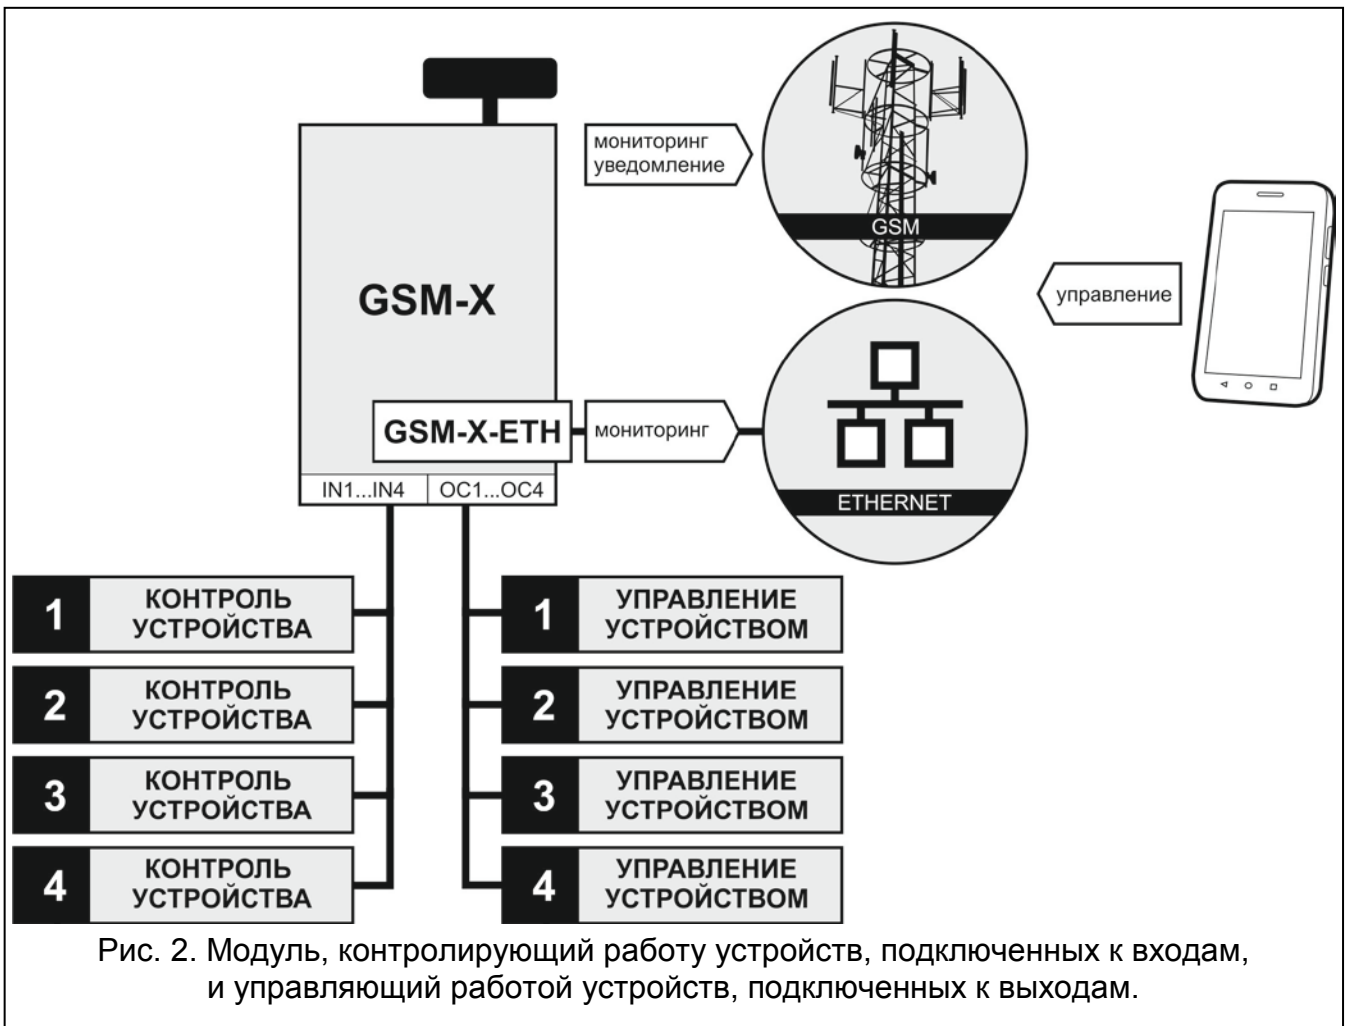 мониторинг
уведомление
GSM
управление
GSM-X
GSM-X-ETH
мониторинг
ETHERNET
IN1...IN4
OC1...OC4
1
КОНТРОЛЬ
УСТРОЙСТВА
1
УПРАВЛЕНИЕ
УСТРОЙСТВОМ
2
КОНТРОЛЬ
УСТРОЙСТВА
2
УПРАВЛЕНИЕ
УСТРОЙСТВОМ
3
КОНТРОЛЬ
УСТРОЙСТВА
3
УПРАВЛЕНИЕ
УСТРОЙСТВОМ
4
КОНТРОЛЬ
УСТРОЙСТВА
4
УПРАВЛЕНИЕ
УСТРОЙСТВОМ
Рис. 2. Модуль, контролирующий работу устройств, подключенных к входам,
и управляющий работой устройств, подключенных к выходам.